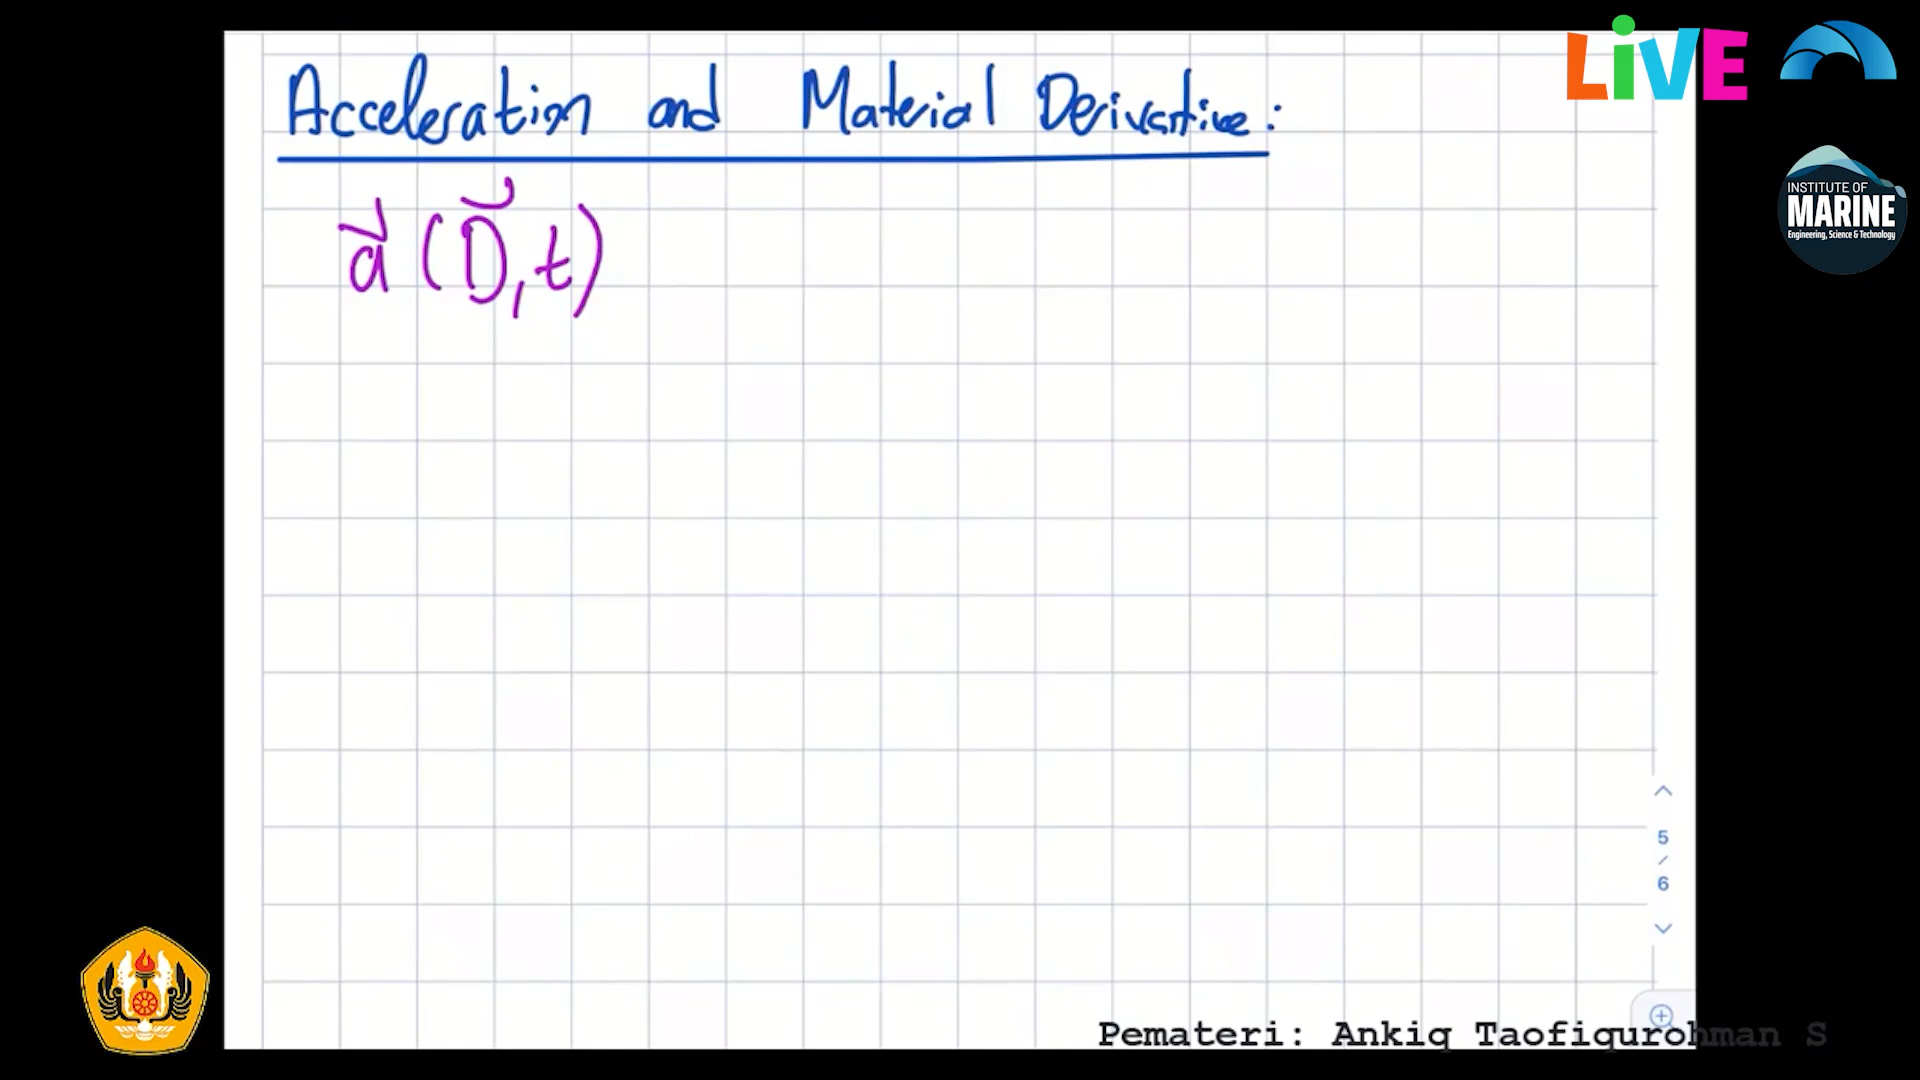 Acceleration and Material Derivative:
a⃗ (D⃗, t)
LiVE
INSTITUTE OF
MARINE
Engineering, Science & Technology
5
/
6
Pemateri: Ankiq Taofiqurohman S